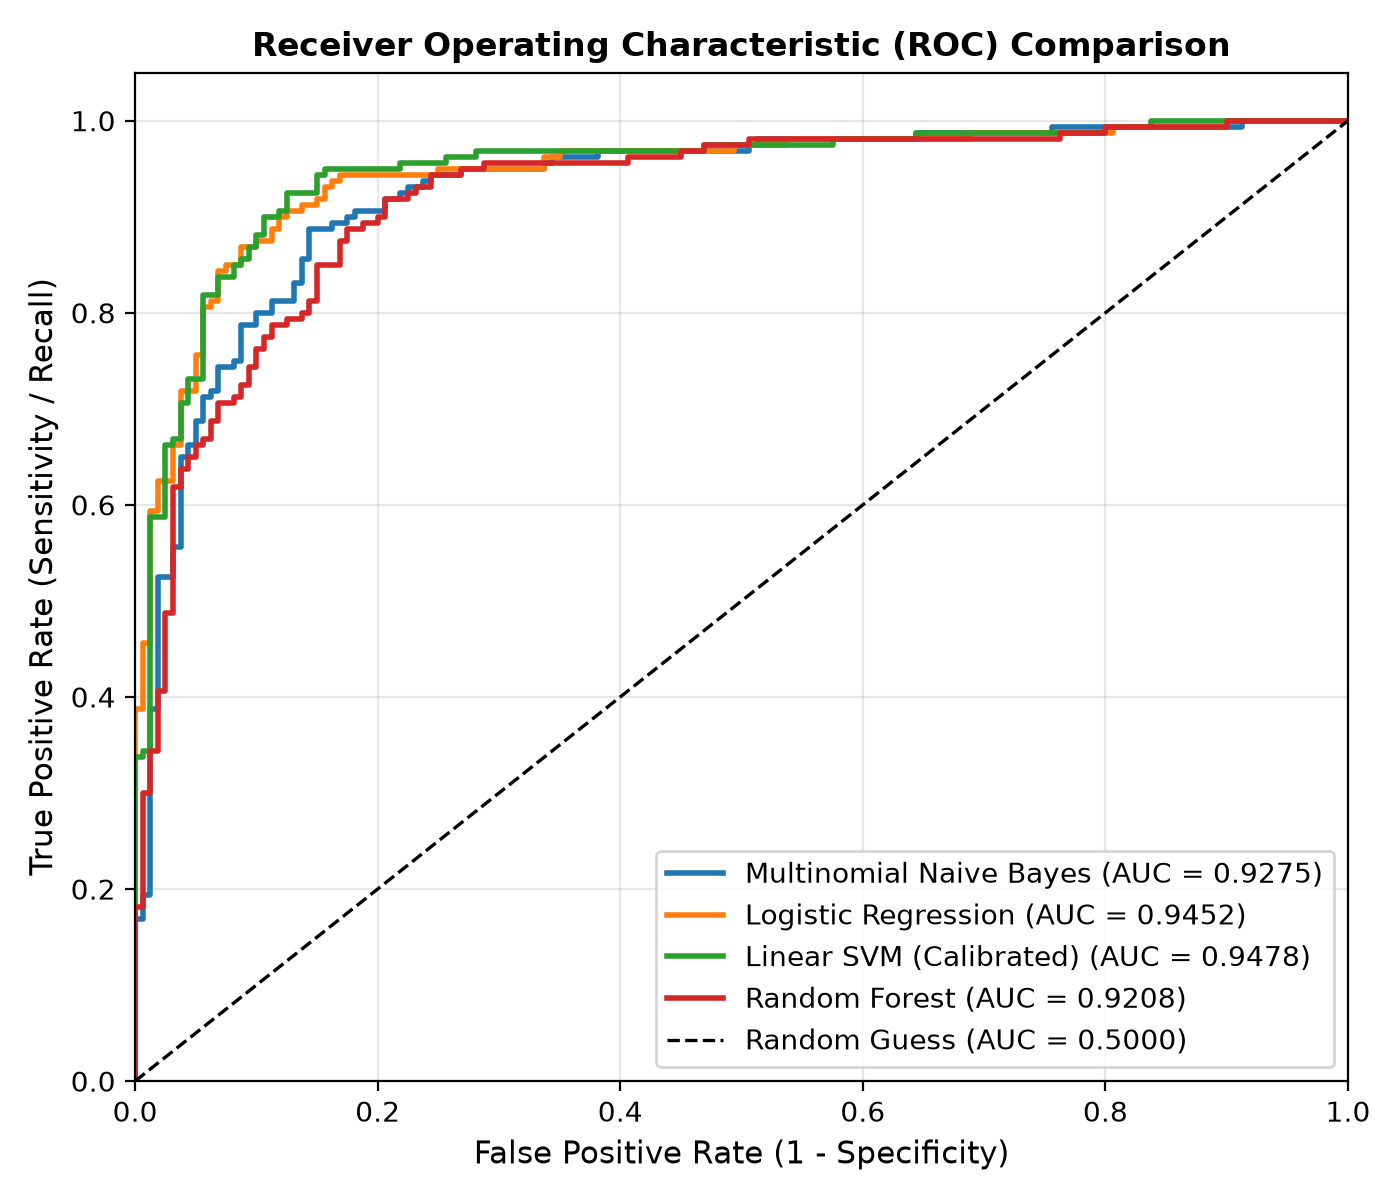 Receiver Operating Characteristic (ROC) Comparison
True Positive Rate (Sensitivity / Recall)
1.0
0.8
0.6
0.4
0.2
0.0
Multinomial Naive Bayes (AUC = 0.9275)
Logistic Regression (AUC = 0.9452)
Linear SVM (Calibrated) (AUC = 0.9478)
Random Forest (AUC = 0.9208)
Random Guess (AUC = 0.5000)
0.0 0.2 0.4 0.6 0.8 1.0
False Positive Rate (1 - Specificity)